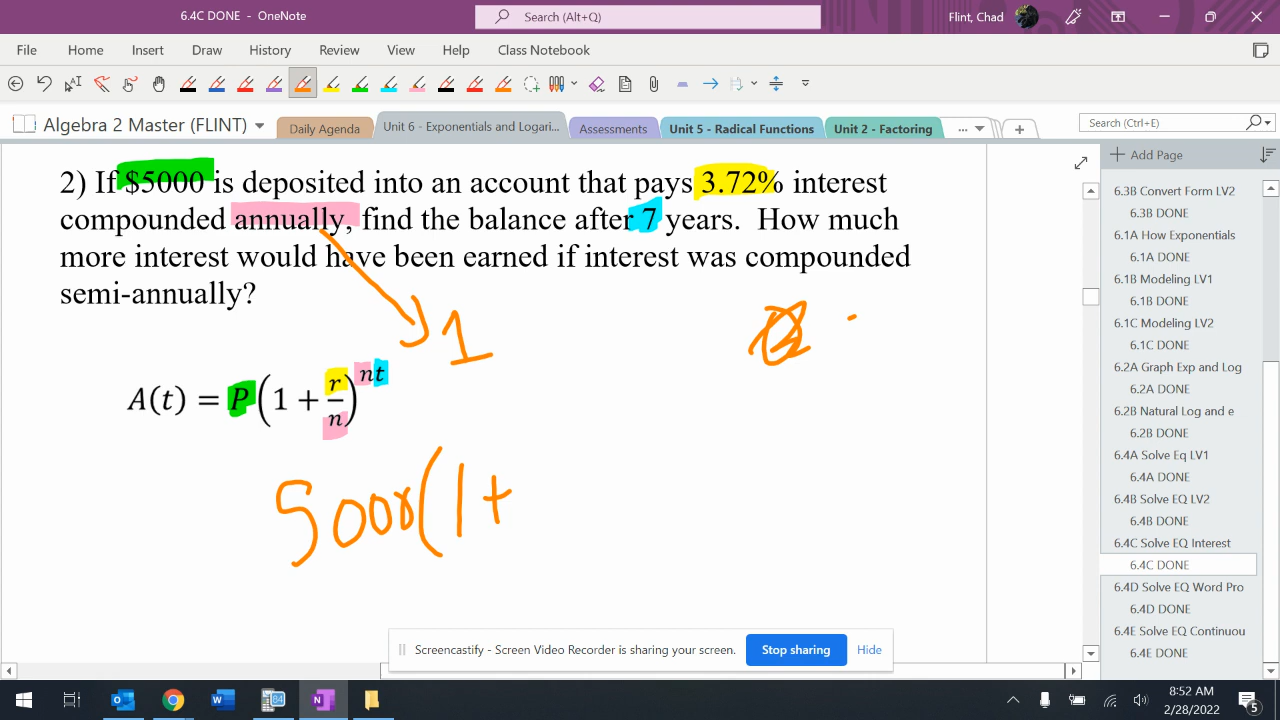 6.4C DONE - OneNote
Search (Alt+Q)
Flint, Chad
File Home Insert Draw History Review View Help Class Notebook
Algebra 2 Master (FLINT)
Daily Agenda
Unit 6 - Exponentials and Logari...
Assessments
Unit 5 - Radical Functions
Unit 2 - Factoring
...
Search (Ctrl+E)
2) If $5000 is deposited into an account that pays 3.72% interest
compounded annually, find the balance after 7 years. How much
more interest would have been earned if interest was compounded
semi-annually?
1
A(t) = P(1 + r/n)^nt
5000(1+
Add Page
6.3B Convert Form LV2
6.3B DONE
6.1A How Exponentials
6.1A DONE
6.1B Modeling LV1
6.1B DONE
6.1C Modeling LV2
6.1C DONE
6.2A Graph Exp and Log
6.2A DONE
6.2B Natural Log and e
6.2B DONE
6.4A Solve Eq LV1
6.4A DONE
6.4B Solve EQ LV2
6.4B DONE
6.4C Solve EQ Interest
6.4C DONE
6.4D Solve EQ Word Pro
6.4D DONE
6.4E Solve EQ Continuou
6.4E DONE
Screencastify - Screen Video Recorder is sharing your screen.
Stop sharing
Hide
8:52 AM
2/28/2022
5